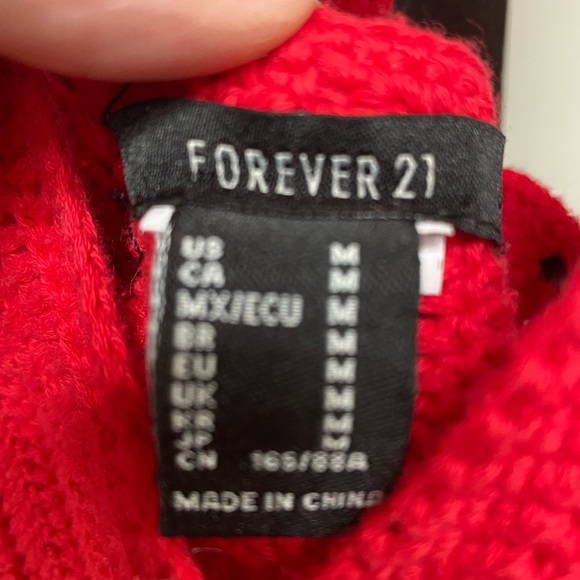 FOREVER 21
US M
CA M
MX/ECU M
BR M
EU M
UK M
KR M
JP M
CN 165/88A
MADE IN CHINA